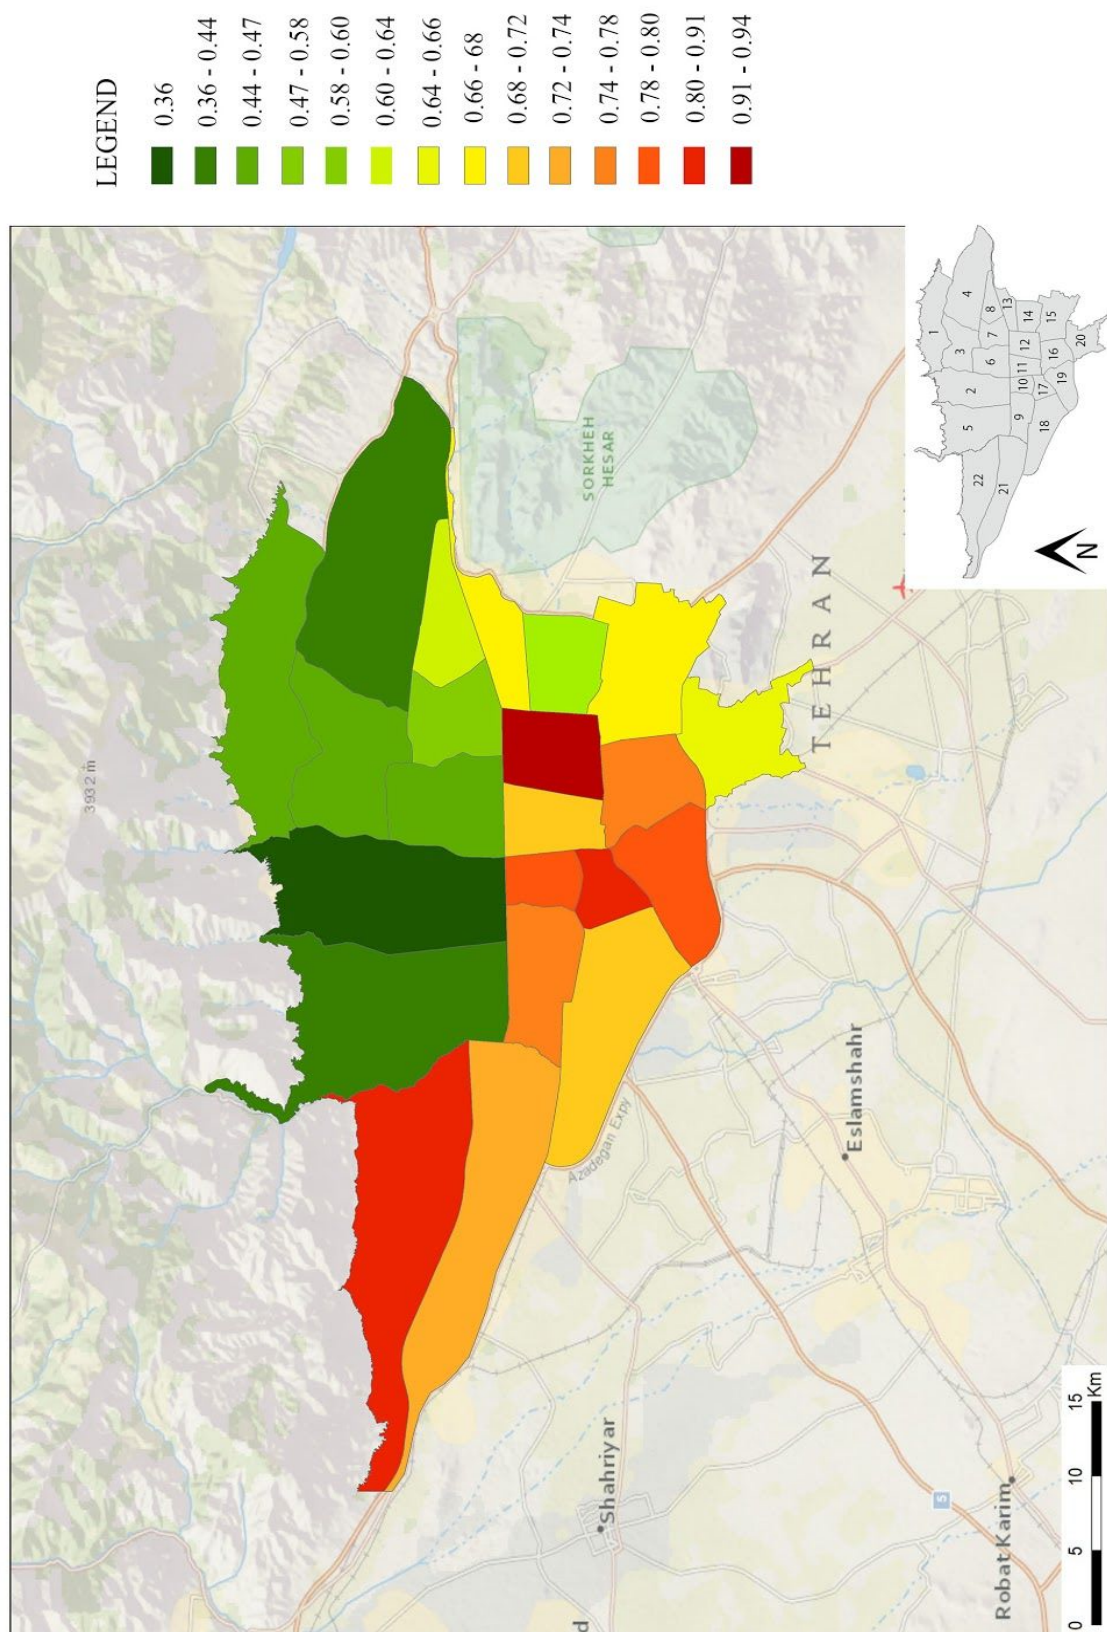 LEGEND
0.36
0.36 - 0.44
0.44 - 0.47
0.47 - 0.58
0.58 - 0.60
0.60 - 0.64
0.64 - 0.66
0.66 - 68
0.68 - 0.72
0.72 - 0.74
0.74 - 0.78
0.78 - 0.80
0.80 - 0.91
0.91 - 0.94
3932 m
SORKHEH
HESAR
TEHRAN
Azadegan Expy
Eslamshahr
Shahriyar
Robat Karim
5
d
0 5 10 15
Km
N
1
2
3
4
5
6
7
8
9
10
11
12
13
14
15
16
17
18
19
20
21
22